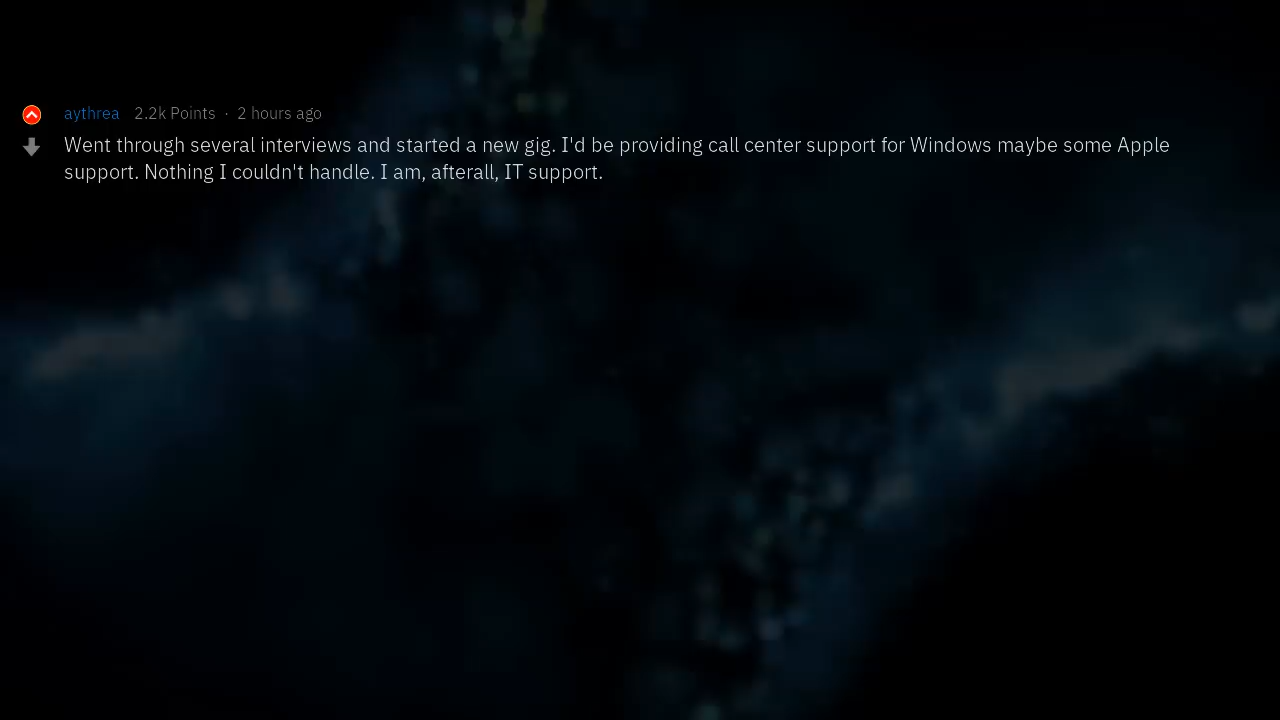 aythrea 2.2k Points · 2 hours ago
Went through several interviews and started a new gig. I'd be providing call center support for Windows maybe some Apple
support. Nothing I couldn't handle. I am, afterall, IT support.